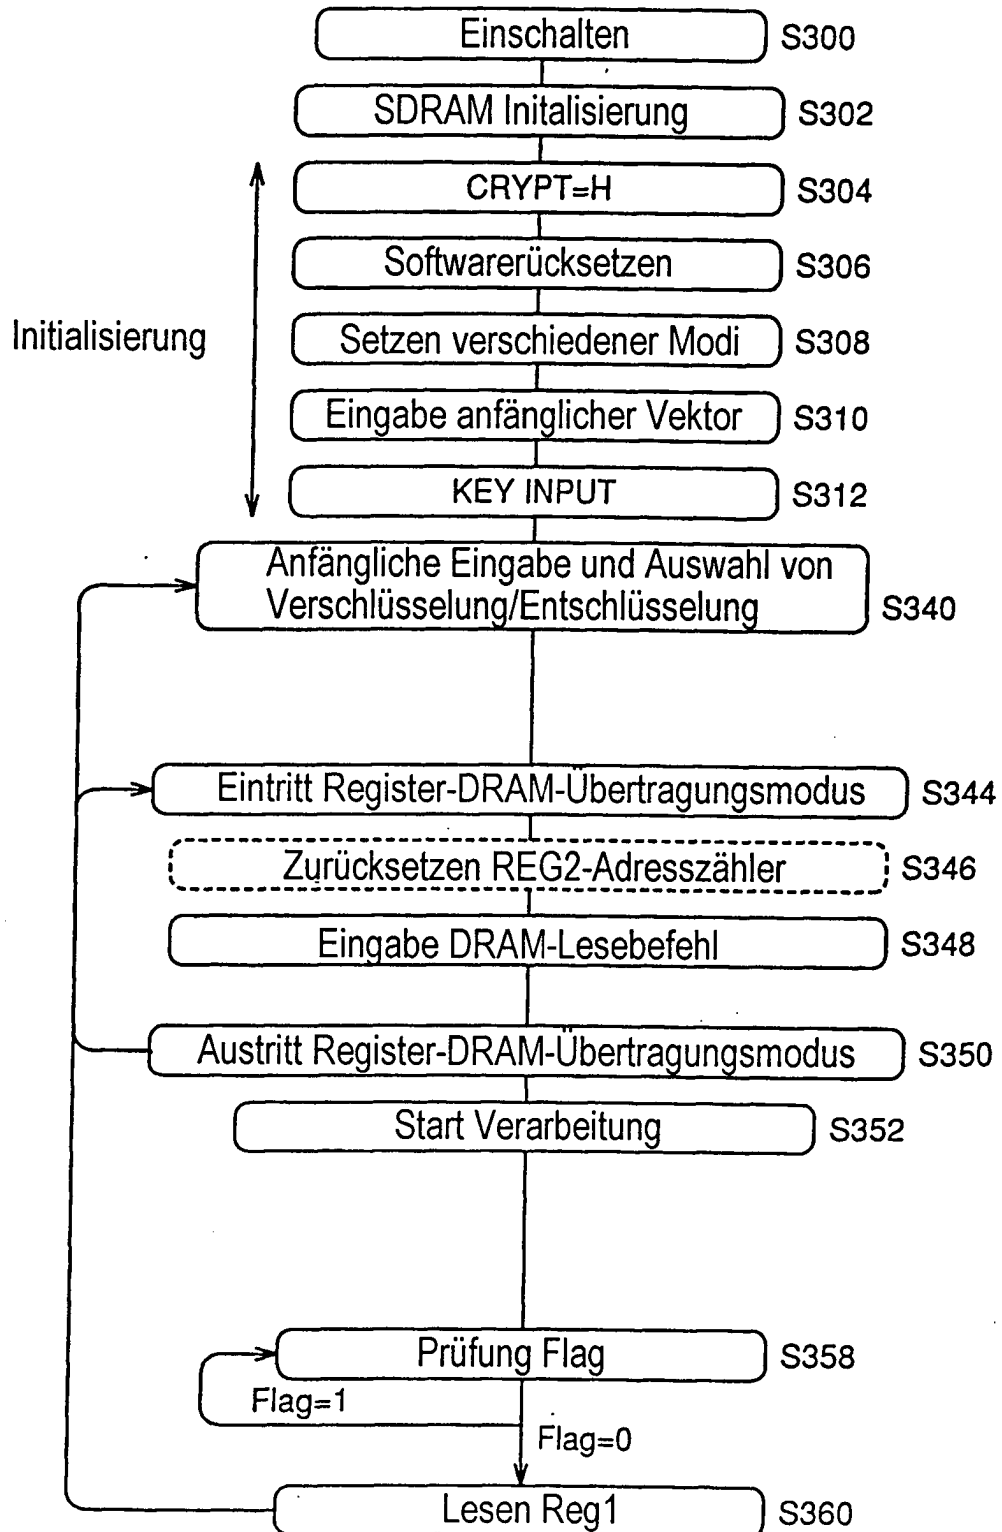 Einschalten S300
SDRAM Initalisierung S302
CRYPT=H S304
Softwarerücksetzen S306
Initialisierung
Setzen verschiedener Modi S308
Eingabe anfänglicher Vektor S310
KEY INPUT S312
Anfängliche Eingabe und Auswahl von
Verschlüsselung/Entschlüsselung S340
Eintritt Register-DRAM-Übertragungsmodus S344
Zurücksetzen REG2-Adresszähler S346
Eingabe DRAM-Lesebefehl S348
Austritt Register-DRAM-Übertragungsmodus S350
Start Verarbeitung S352
Prüfung Flag S358
Flag=1
Flag=0
Lesen Reg1 S360